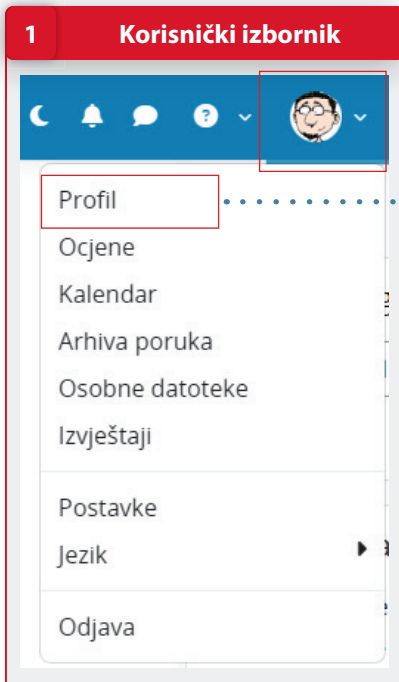 1 Korisnički izbornik
?
Profil
Ocjene
Kalendar
Arhiva poruka
Osobne datoteke
Izvještaji
Postavke
Jezik
Odjava